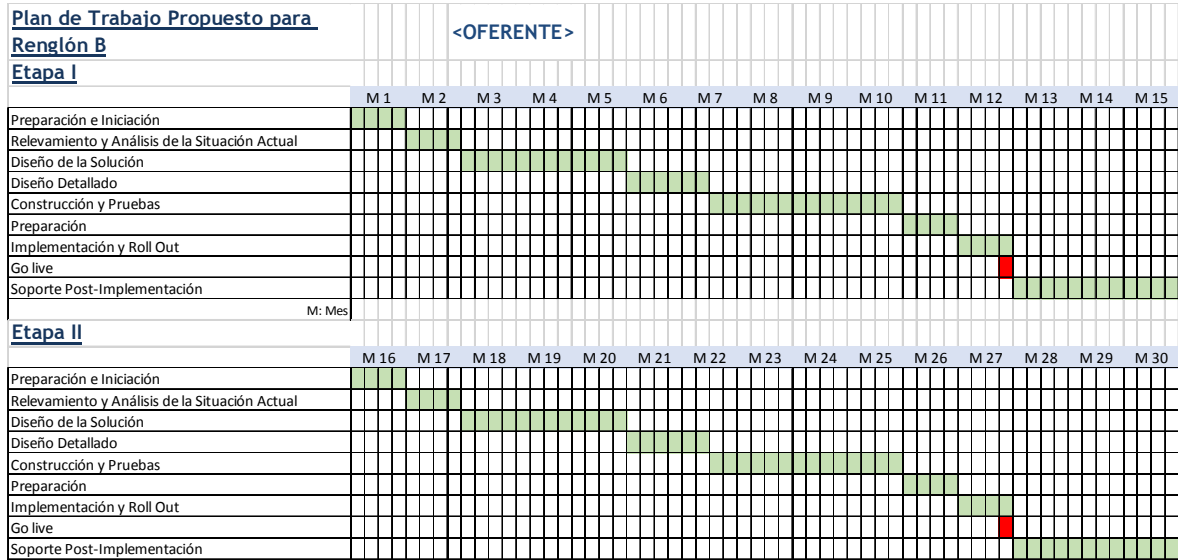 Plan de Trabajo Propuesto para
Renglón B
<OFERENTE>
Etapa I
M 1 M 2 M 3 M 4 M 5 M 6 M 7 M 8 M 9 M 10 M 11 M 12 M 13 M 14 M 15
Preparación e Iniciación
Relevamiento y Análisis de la Situación Actual
Diseño de la Solución
Diseño Detallado
Construcción y Pruebas
Preparación
Implementación y Roll Out
Go live
Soporte Post-Implementación
M: Mes
Etapa II
M 16 M 17 M 18 M 19 M 20 M 21 M 22 M 23 M 24 M 25 M 26 M 27 M 28 M 29 M 30
Preparación e Iniciación
Relevamiento y Análisis de la Situación Actual
Diseño de la Solución
Diseño Detallado
Construcción y Pruebas
Preparación
Implementación y Roll Out
Go live
Soporte Post-Implementación